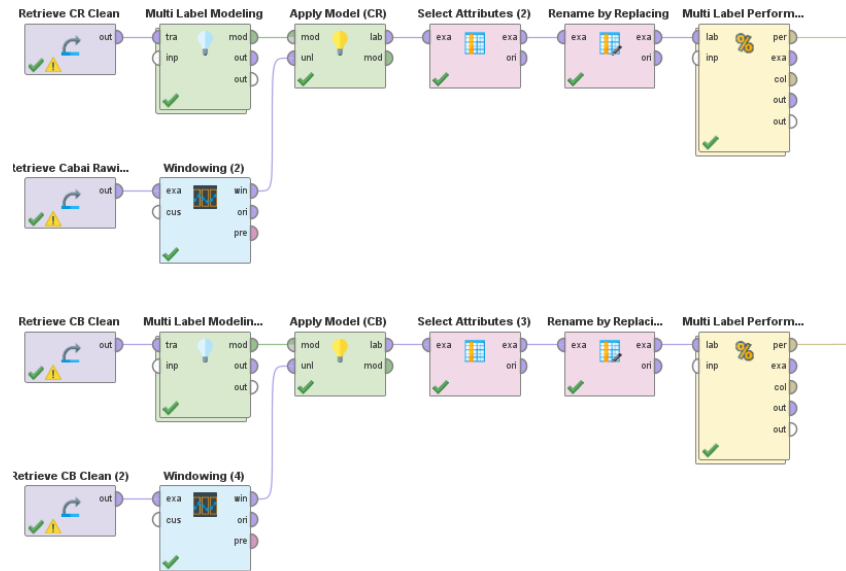 Retrieve CR Clean
Multi Label Modeling
Apply Model (CR)
Select Attributes (2)
Rename by Replacing
Multi Label Perform...
out
tra mod
inp out
out
mod lab
unl mod
exa exa
ori
exa exa
ori
lab per
inp exa
col
out
out
etrieve Cabai Rawi...
Windowing (2)
out
exa win
cus ori
pre
Retrieve CB Clean
Multi Label Modelin...
Apply Model (CB)
Select Attributes (3)
Rename by Replaci...
Multi Label Perform...
out
tra mod
inp out
out
mod lab
unl mod
exa exa
ori
exa exa
ori
lab per
inp exa
col
out
out
Retrieve CB Clean (2)
Windowing (4)
out
exa win
cus ori
pre